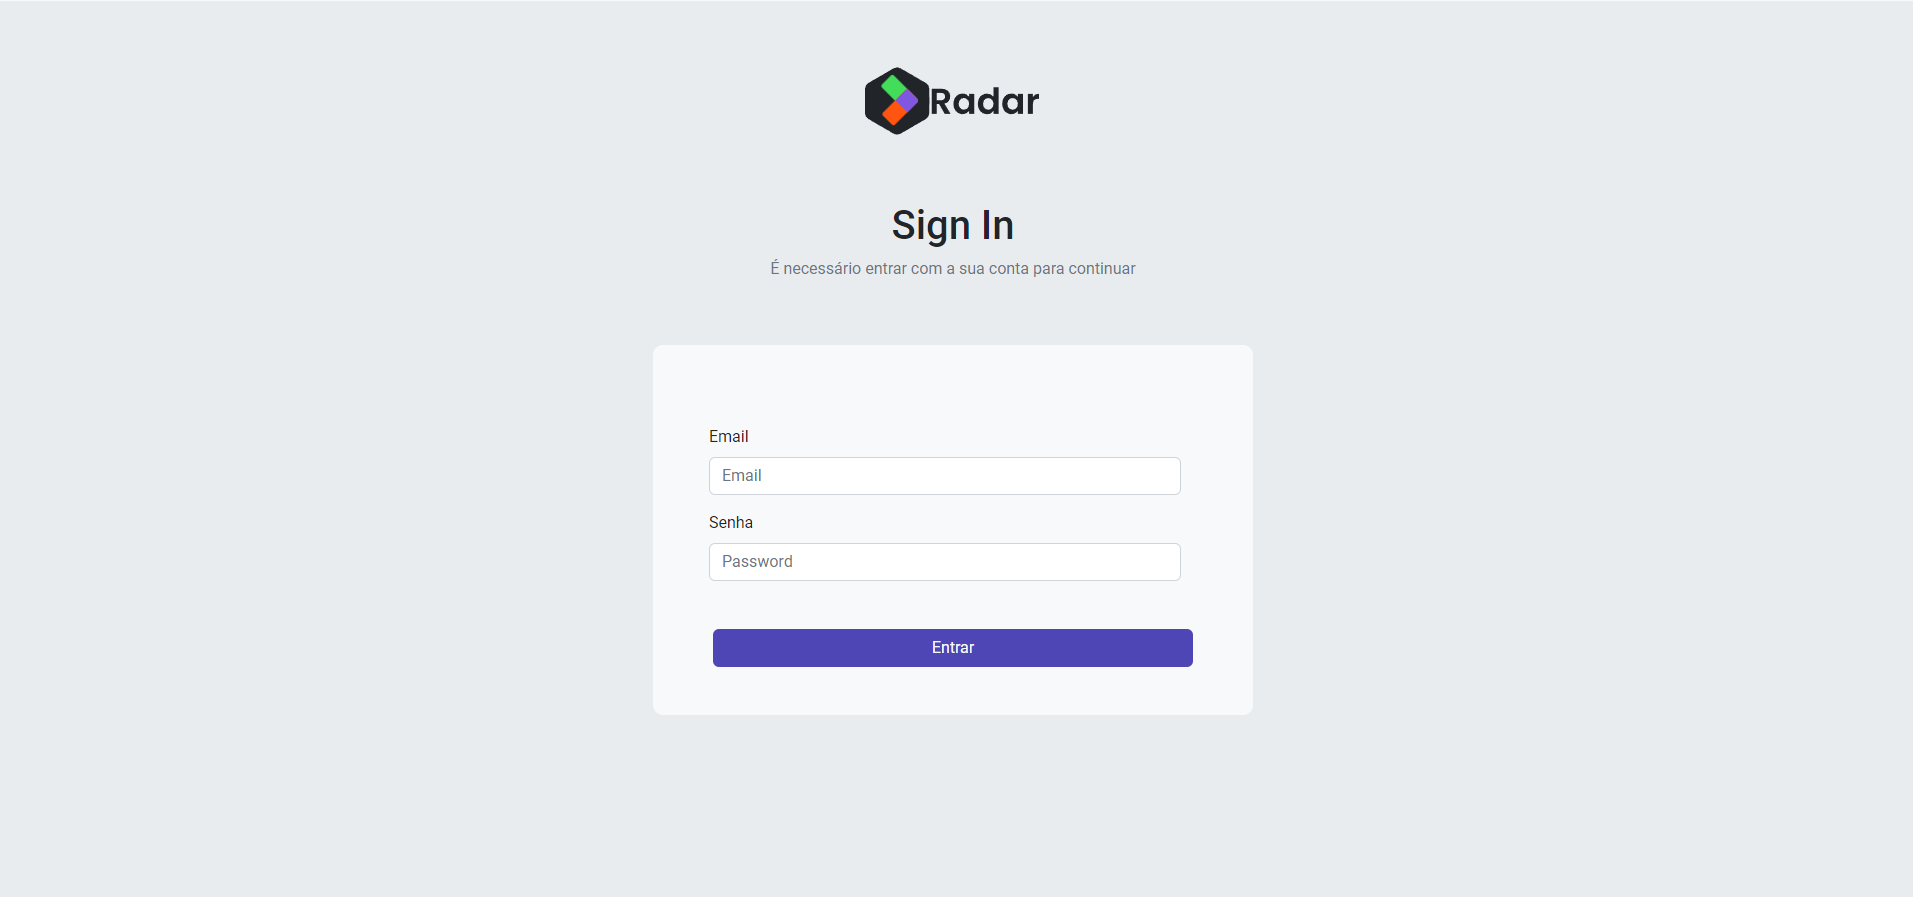 Radar
Sign In
É necessário entrar com a sua conta para continuar
Email
Email
Senha
Password
Entrar